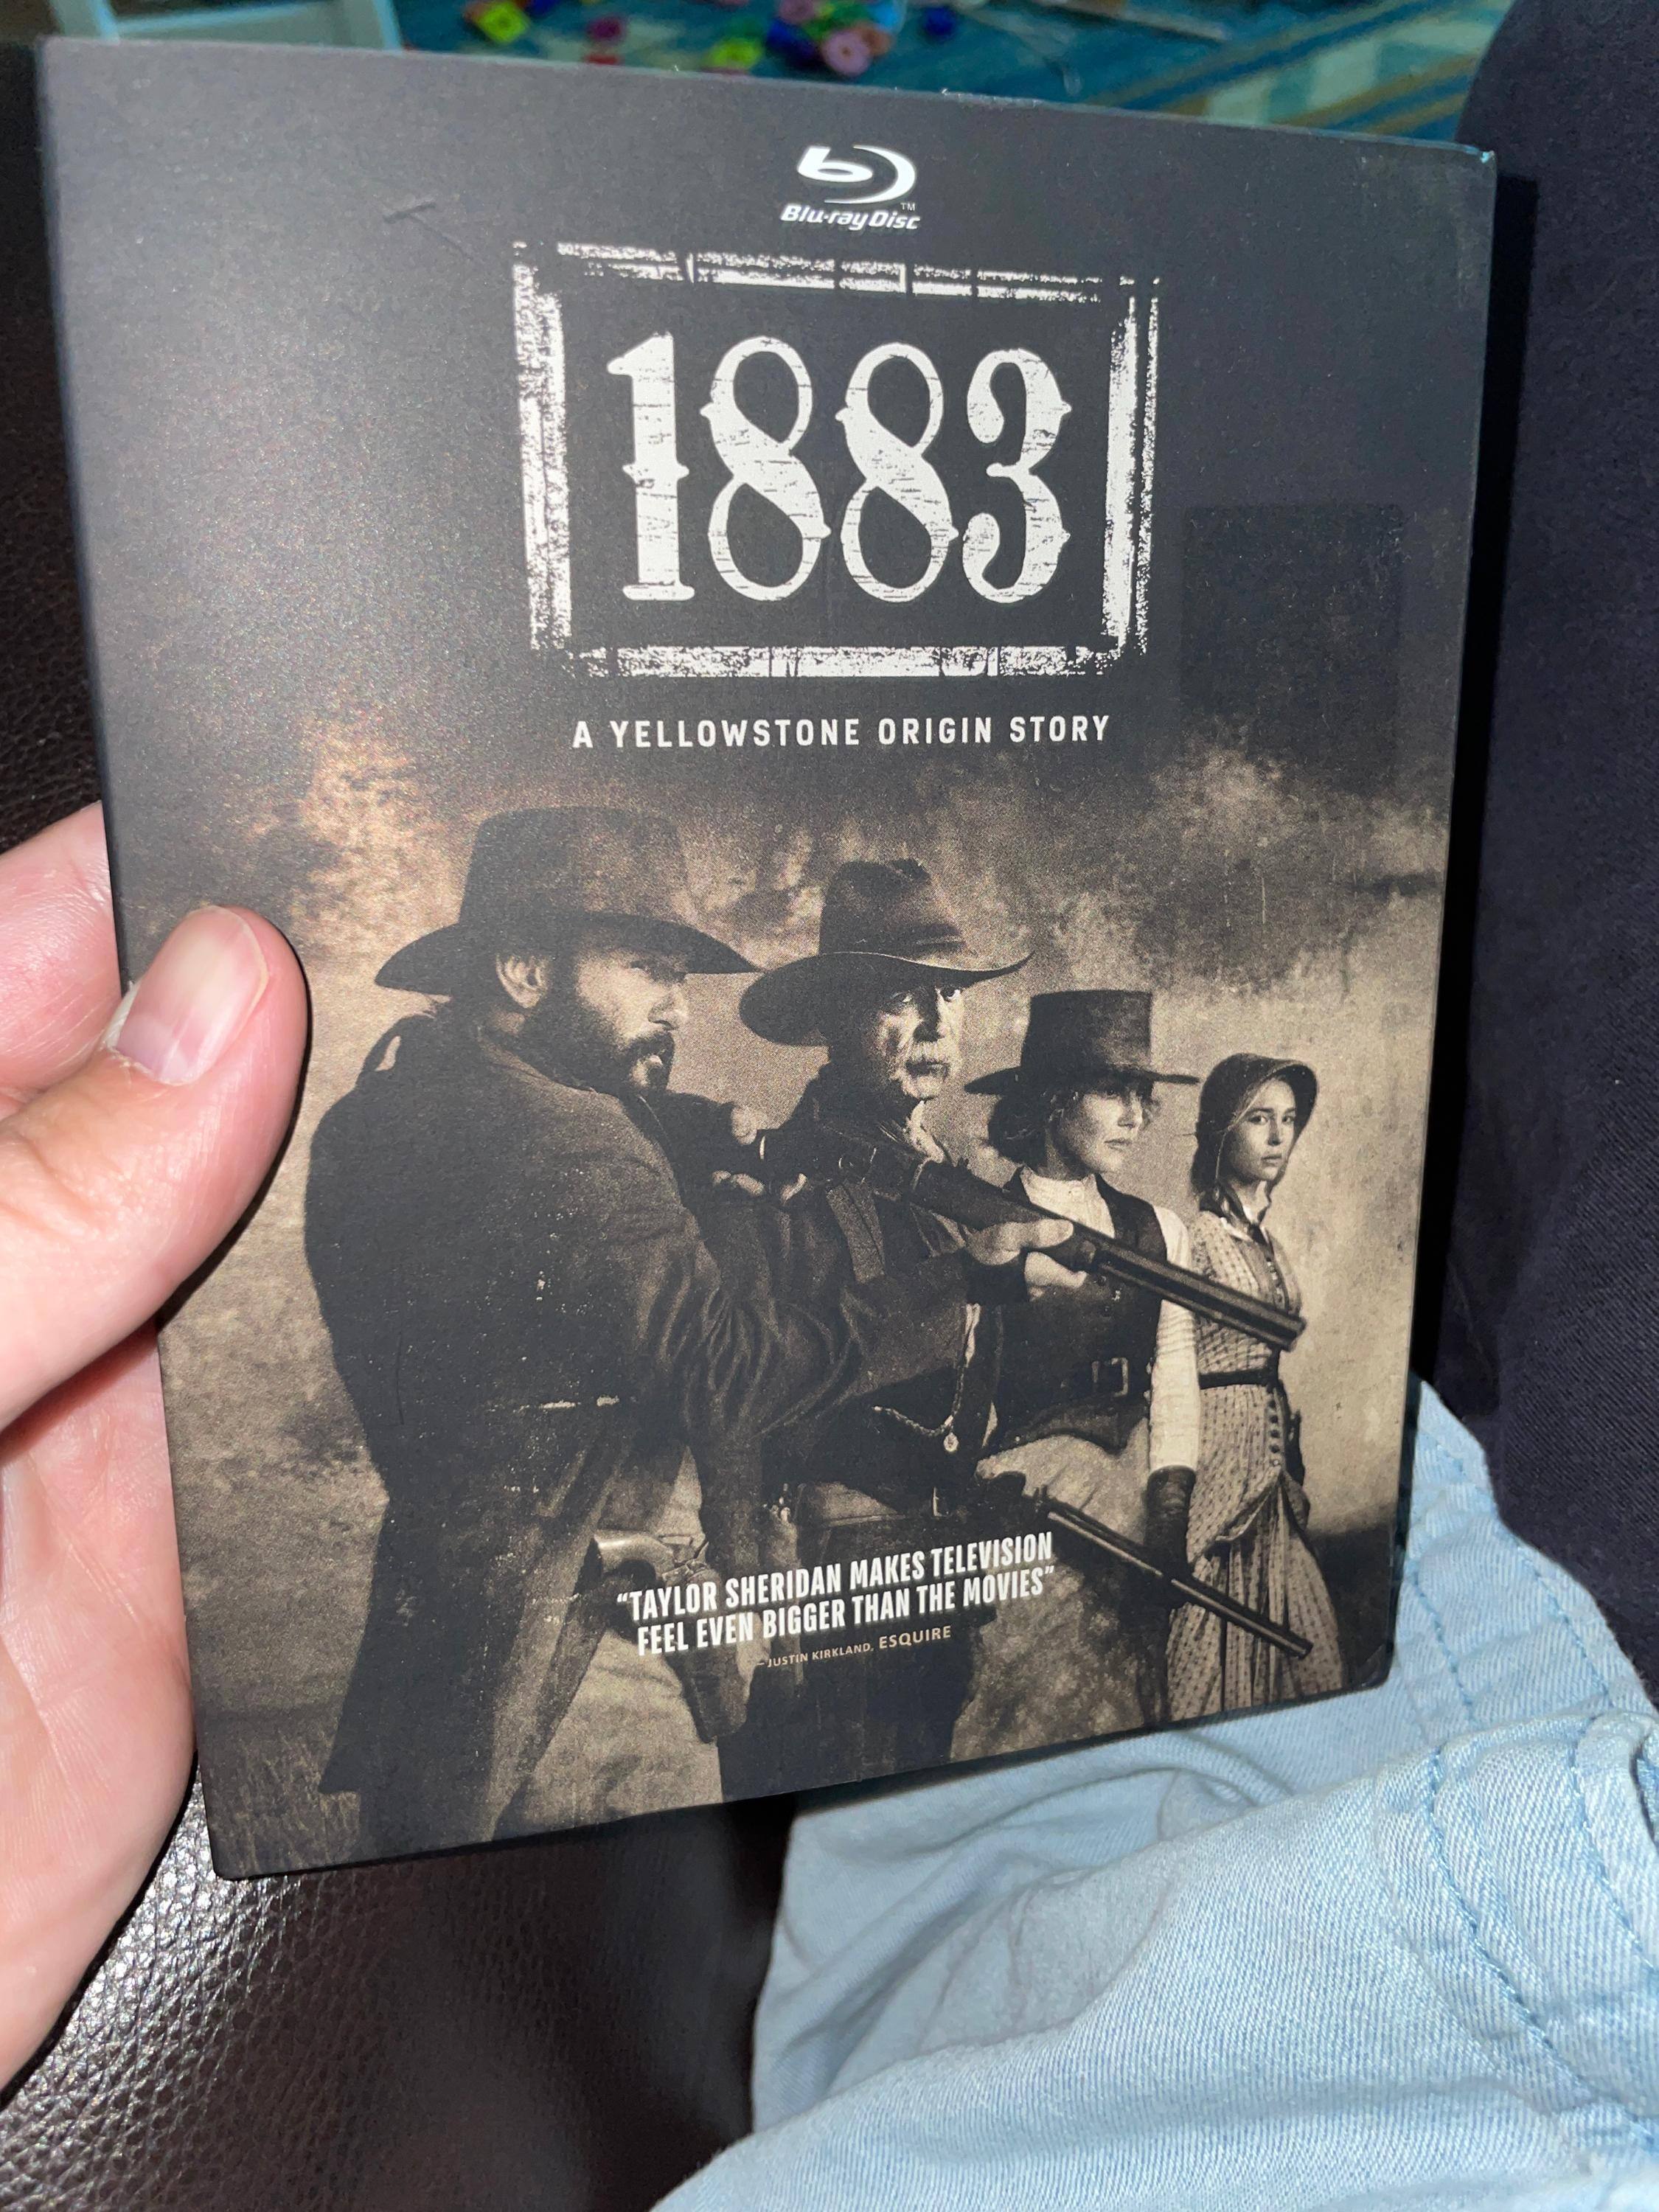 Blu-ray Disc™
1883
A YELLOWSTONE ORIGIN STORY
“TAYLOR SHERIDAN MAKES TELEVISION
FEEL EVEN BIGGER THAN THE MOVIES”
— JUSTIN KIRKLAND, ESQUIRE